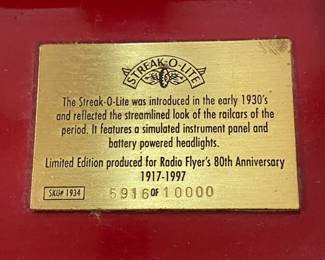 STREAK-O-LITE
The Streak-O-Lite was introduced in the early 1930's
and reflected the streamlined look of the railcars of the
period. It features a simulated instrument panel and
battery powered headlights.
Limited Edition produced for Radio Flyer's 80th Anniversary
1917-1997
SKU# 1934
5916 OF 10000